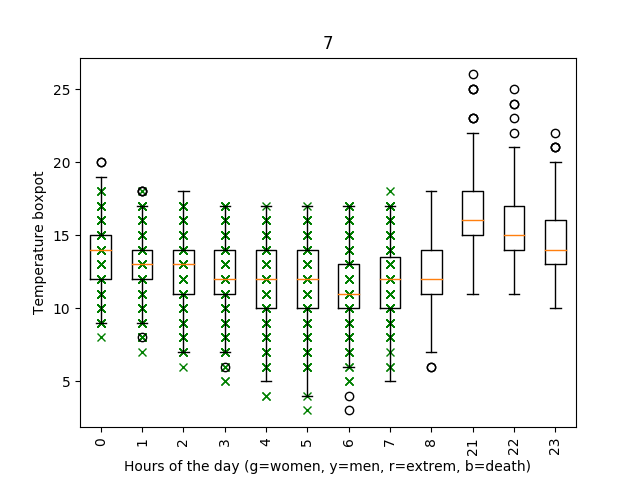 7
25
20
15
10
5
Temperature boxpot
0 1 2 3 4 5 6 7 8 21 22 23
Hours of the day (g=women, y=men, r=extrem, b=death)